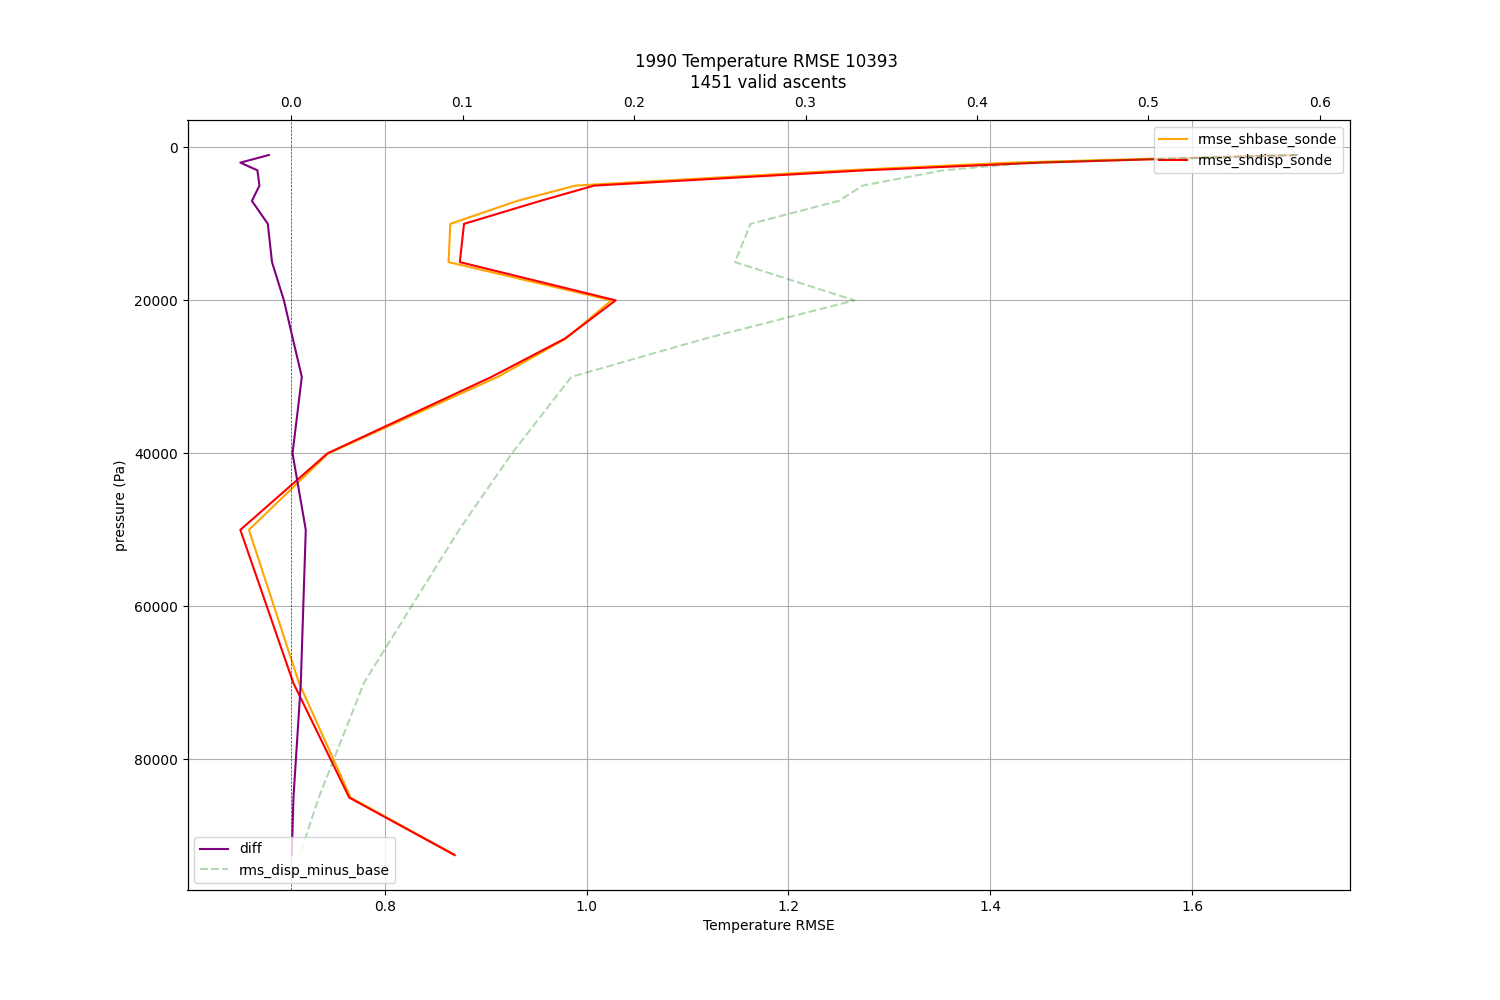 1990 Temperature RMSE 10393
1451 valid ascents
0.0 0.1 0.2 0.3 0.4 0.5 0.6
rmse_shbase_sonde
rmse_shdisp_sonde
0
20000
40000
60000
80000
pressure (Pa)
diff
rms_disp_minus_base
0.8 1.0 1.2 1.4 1.6
Temperature RMSE